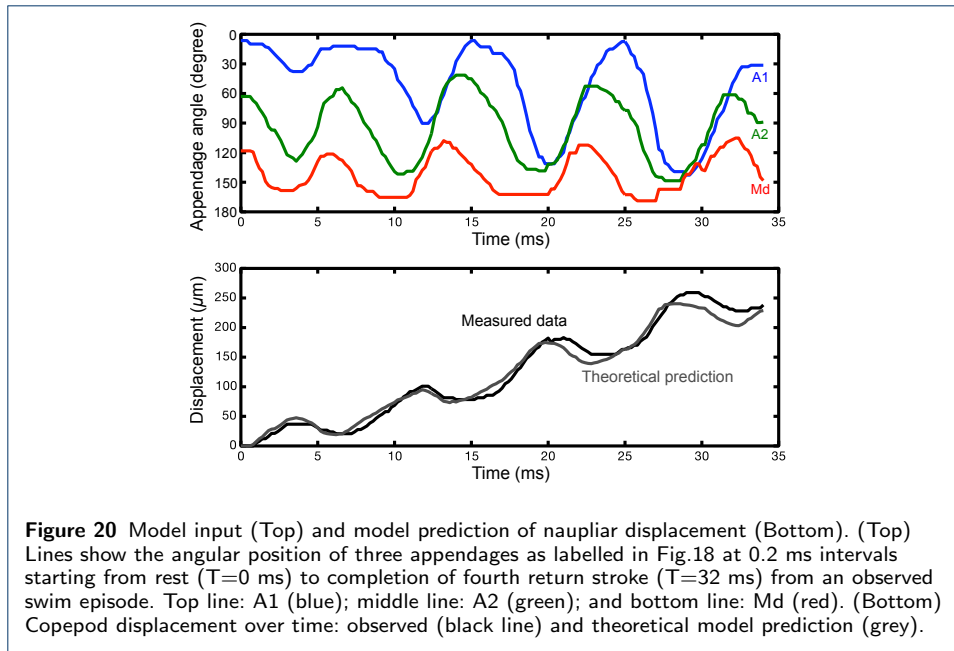 Appendage angle (degree)
0
30
60
90
120
150
180
A1
A2
Md
0 5 10 15 20 25 30 35
Time (ms)
Displacement (µm)
300
250
200
150
100
50
0
Measured data
Theoretical prediction
0 5 10 15 20 25 30 35
Time (ms)
Figure 20 Model input (Top) and model prediction of naupliar displacement (Bottom). (Top)
Lines show the angular position of three appendages as labelled in Fig.18 at 0.2 ms intervals
starting from rest (T=0 ms) to completion of fourth return stroke (T=32 ms) from an observed
swim episode. Top line: A1 (blue); middle line: A2 (green); and bottom line: Md (red). (Bottom)
Copepod displacement over time: observed (black line) and theoretical model prediction (grey).